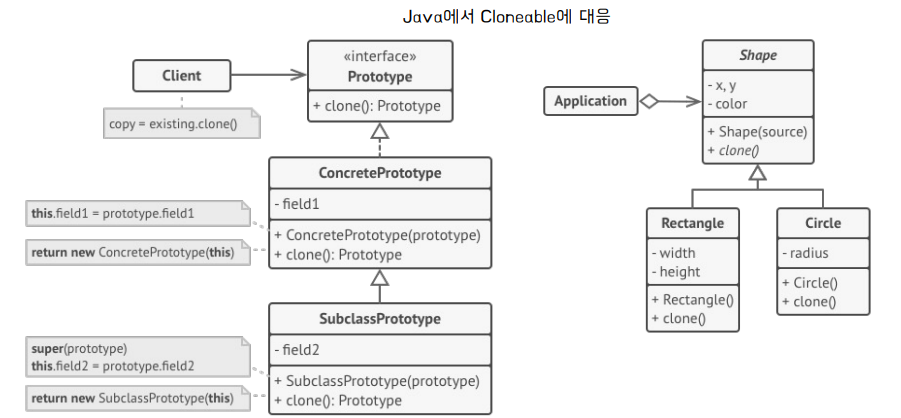 Java에서 Cloneable에 대응
Client
copy = existing.clone()
«interface»
Prototype
+ clone(): Prototype
ConcretePrototype
- field1
+ ConcretePrototype(prototype)
+ clone(): Prototype
this.field1 = prototype.field1
return new ConcretePrototype(this)
SubclassPrototype
- field2
+ SubclassPrototype(prototype)
+ clone(): Prototype
super(prototype)
this.field2 = prototype.field2
return new SubclassPrototype(this)
Application
Shape
- x, y
- color
+ Shape(source)
+ clone()
Rectangle
- width
- height
+ Rectangle()
+ clone()
Circle
- radius
+ Circle()
+ clone()